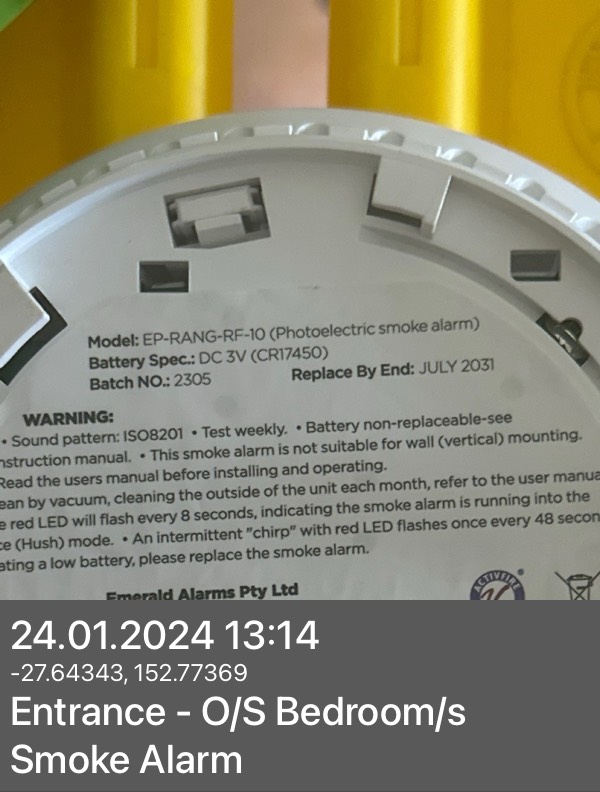 Model: EP-RANG-RF-10 (Photoelectric smoke alarm)
Battery Spec.: DC 3V (CR17450)
Batch NO.: 2305 Replace By End: JULY 2031
WARNING:
• Sound pattern: ISO8201 • Test weekly. • Battery non-replaceable-see
nstruction manual. • This smoke alarm is not suitable for wall (vertical) mounting.
Read the users manual before installing and operating.
ean by vacuum, cleaning the outside of the unit each month, refer to the user manua
e red LED will flash every 8 seconds, indicating the smoke alarm is running into the
ce (Hush) mode. • An intermittent "chirp" with red LED flashes once every 48 secon
ating a low battery, please replace the smoke alarm.
Emerald Alarms Pty Ltd
ACTIVFIRE
24.01.2024 13:14
-27.64343, 152.77369
Entrance - O/S Bedroom/s
Smoke Alarm